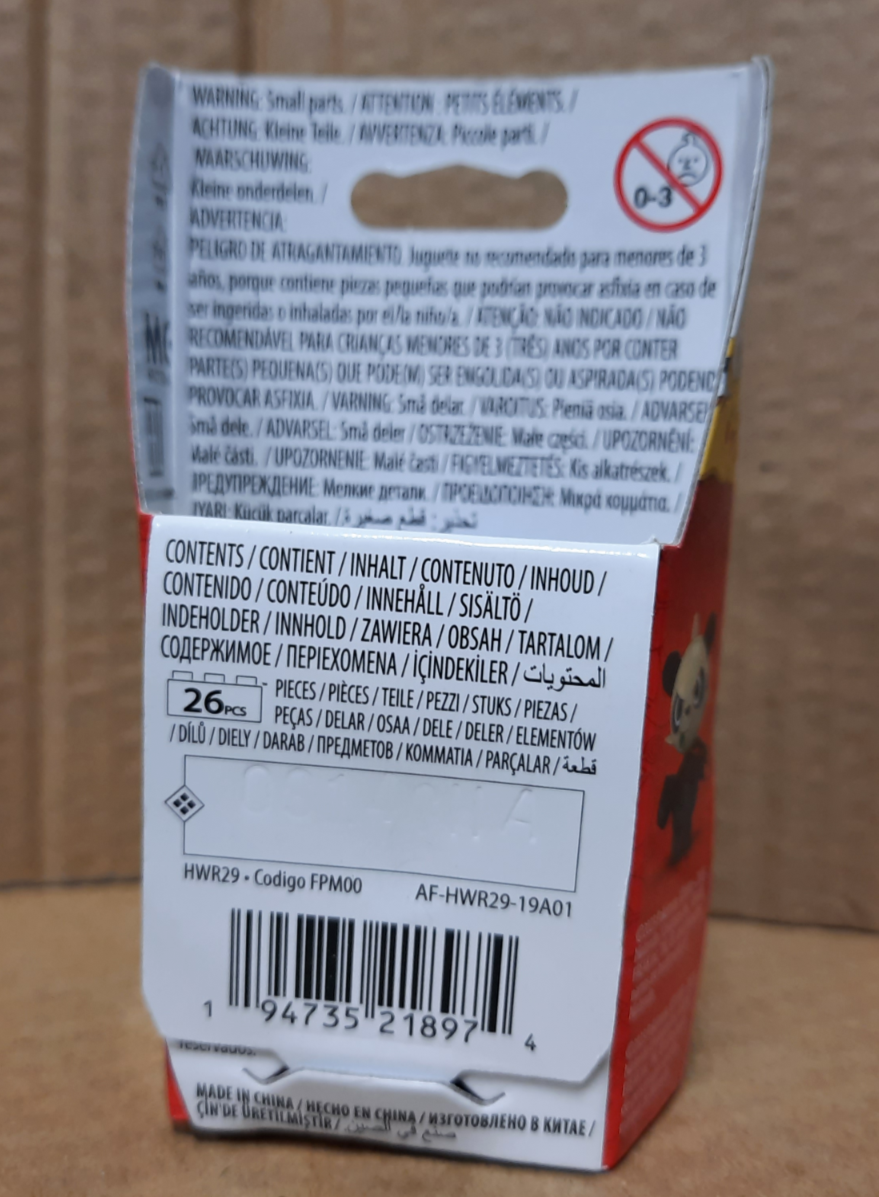 WARNING: Small parts. / ATTENTION : PETITS ÉLÉMENTS. /
ACHTUNG: Kleine Teile. / AVVERTENZA: Piccole parti. /
WAARSCHUWING:
Kleine onderdelen. /
ADVERTENCIA:
0-3
PELIGRO DE ATRAGANTAMIENTO. Juguete no recomendado para menores de 3
años, porque contiene piezas pequeñas que podrían provocar asfixia en caso de
ser ingeridas o inhaladas por el/la niño/a. / ATENÇÃO: NÃO INDICADO / NÃO
RECOMENDÁVEL PARA CRIANÇAS MENORES DE 3 (TRÊS) ANOS POR CONTER
PARTE(S) PEQUENA(S) QUE PODE(M) SER ENGOLIDA(S) OU ASPIRADA(S) PODEND
PROVOCAR ASFIXIA. / VARNING: Små delar. / VAROITUS: Pieniä osia. / ADVARSE
Små dele. / ADVARSEL: Små deler / OSTRZEŻENIE: Małe części. / UPOZORNĚNÍ:
Malé části. / UPOZORNENIE: Malé časti / FIGYELMEZTETÉS: Kis alkatrészek. /
ПРЕДУПРЕЖДЕНИЕ: Мелкие детали. / ΠΡΟΕΙΔΟΠΟΙΗΣΗ: Μικρά κομμάτια. /
UYARI: Küçük parçalar. / تحذير: قطع صغيرة
CONTENTS / CONTIENT / INHALT / CONTENUTO / INHOUD /
CONTENIDO / CONTEÚDO / INNEHÅLL / SISÄLTÖ /
INDEHOLDER / INNHOLD / ZAWIERA / OBSAH / TARTALOM /
СОДЕРЖИМОЕ / ΠΕΡΙΕΧΟΜΕΝΑ / İÇİNDEKİLER / المحتويات
26PCS
PIECES / PIÈCES / TEILE / PEZZI / STUKS / PIEZAS /
PEÇAS / DELAR / OSAA / DELE / DELER / ELEMENTÓW
/ DÍLŮ / DIELY / DARAB / ПРЕДМЕТОВ / ΚΟΜΜΑΤΙΑ / PARÇALAR / قطعة
HWR29 • Codigo FPM00
AF-HWR29-19A01
1 94735 21897 4
reservados.
MADE IN CHINA / HECHO EN CHINA / ИЗГОТОВЛЕНО В КИТАЕ /
ÇİN'DE ÜRETİLMİŞTİR / صنع في الصين